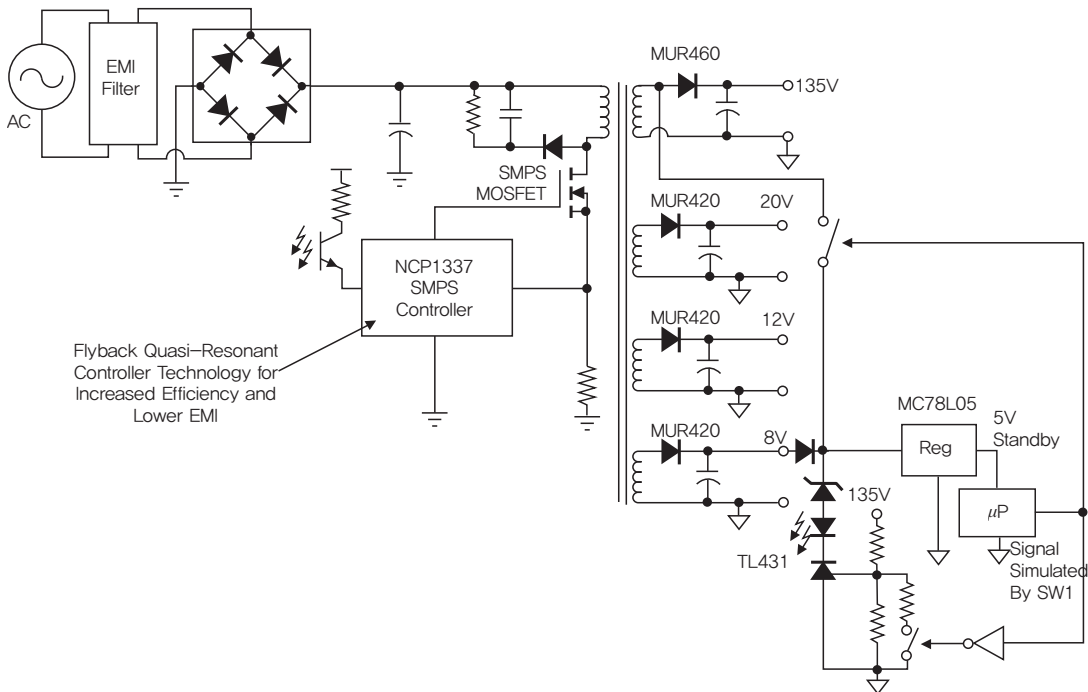 EMI
Filter
AC
MUR460
135V
SMPS
MOSFET
MUR420
20V
NCP1337
SMPS
Controller
MUR420
12V
Flyback Quasi-Resonant
Controller Technology for
Increased Efficiency and
Lower EMI
MUR420
8V
MC78L05
Reg
5V
Standby
135V
μP
TL431
Signal
Simulated
By SW1